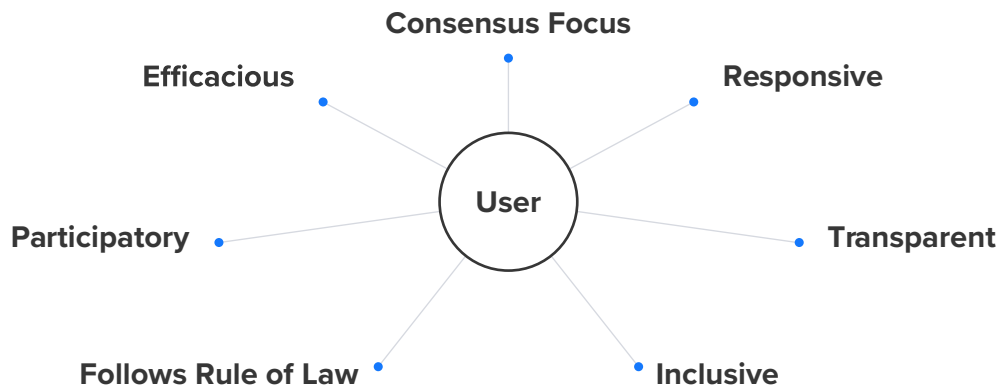 Consensus Focus
Efficacious
Responsive
User
Participatory
Transparent
Follows Rule of Law
Inclusive